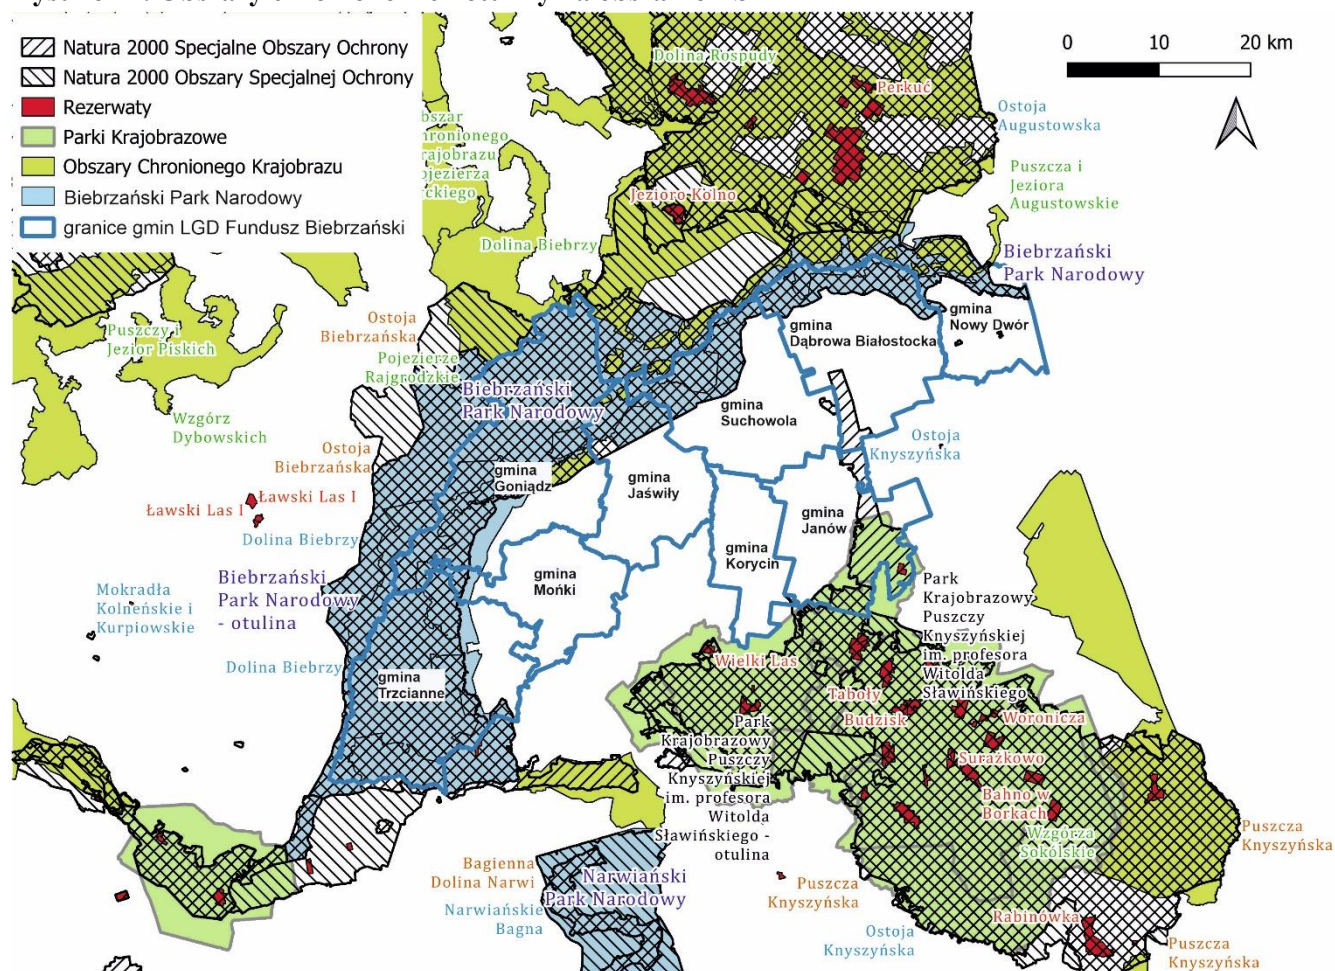 Natura 2000 Specjalne Obszary Ochrony
Natura 2000 Obszary Specjalnej Ochrony
Rezerwaty
Parki Krajobrazowe
Obszary Chronionego Krajobrazu
Biebrzański Park Narodowy
granice gmin LGD Fundusz Biebrzański
0 10 20 km
Dolina Rospudy
Perkuć
Ostoja
Augustowska
Puszcza i
Jeziora
Augustowskie
Jezioro Kolno
Dolina Biebrzy
Biebrzański
Park Narodowy
gmina
Nowy Dwór
gmina
Dąbrowa Białostocka
Ostoja
Biebrzańska
Puszczy i
Jezior Piskich
Pojezierze
Rajgrodzkie
Biebrzański
Park Narodowy
gmina
Suchowola
Wzgórz
Dybowskich
Ostoja
Biebrzańska
Ostoja
Knyszyńska
gmina
Goniądz
gmina
Jaświły
Ławski Las I
Ławski Las I
gmina
Janów
Dolina Biebrzy
gmina
Korycin
Biebrzański
Park Narodowy
- otulina
gmina
Mońki
Mokradła
Kolneńskie i
Kurpiowskie
Park
Krajobrazowy
Puszczy
Knyszyńskiej
im. profesora
Witolda
Sławińskiego
Dolina Biebrzy
gmina
Trzcianne
Wielki Las
Taboły
Budzisk
Woronicza
Park
Krajobrazowy
Puszczy
Knyszyńskiej
im. profesora
Witolda
Sławińskiego -
otulina
Surażkowo
Bahno w
Borkach
Wzgórza
Sokólskie
Puszcza
Knyszyńska
Bagienna
Dolina Narwi
Narwiański
Park Narodowy
Narwiańskie
Bagna
Puszcza
Knyszyńska
Ostoja
Knyszyńska
Rabinówka
Puszcza
Knyszyńska